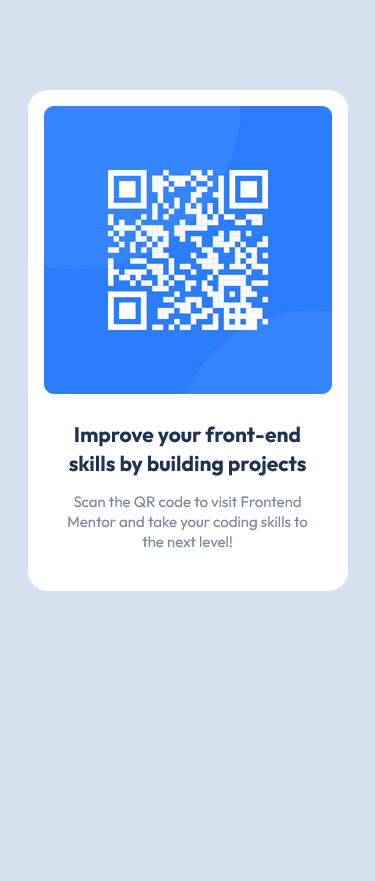 Improve your front-end
skills by building projects
Scan the QR code to visit Frontend
Mentor and take your coding skills to
the next level!